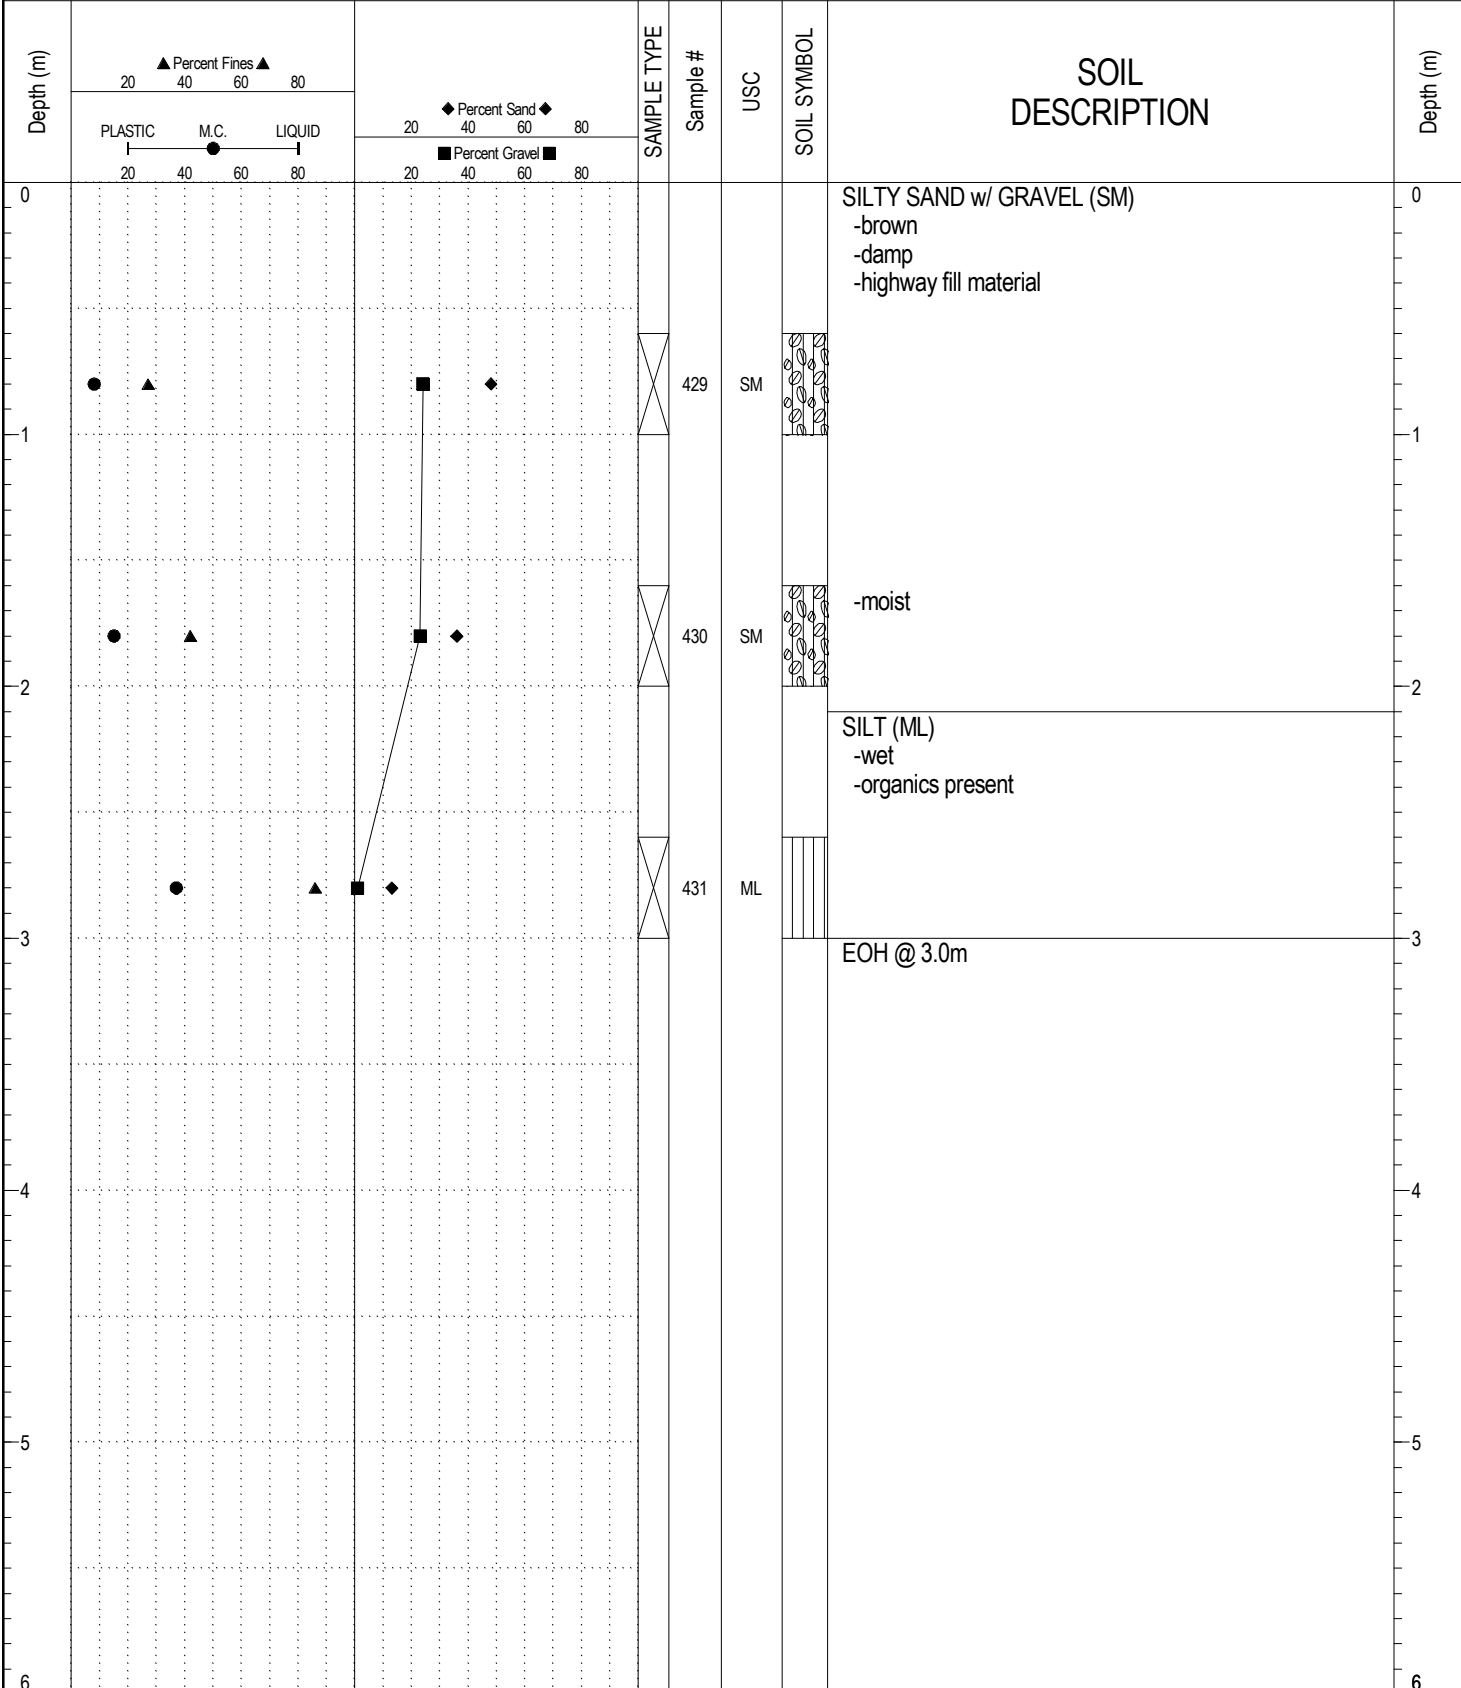 Depth (m)
▲ Percent Fines ▲
20 40 60 80
PLASTIC M.C. LIQUID
20 40 60 80
◆ Percent Sand ◆
20 40 60 80
■ Percent Gravel ■
20 40 60 80
SAMPLE TYPE
Sample #
USC
SOIL SYMBOL
SOIL
DESCRIPTION
Depth (m)
0 0
SILTY SAND w/ GRAVEL (SM)
-brown
-damp
-highway fill material
429 SM
1 1
-moist
430 SM
2 2
SILT (ML)
-wet
-organics present
431 ML
3 3
EOH @ 3.0m
4 4
5 5
6 6